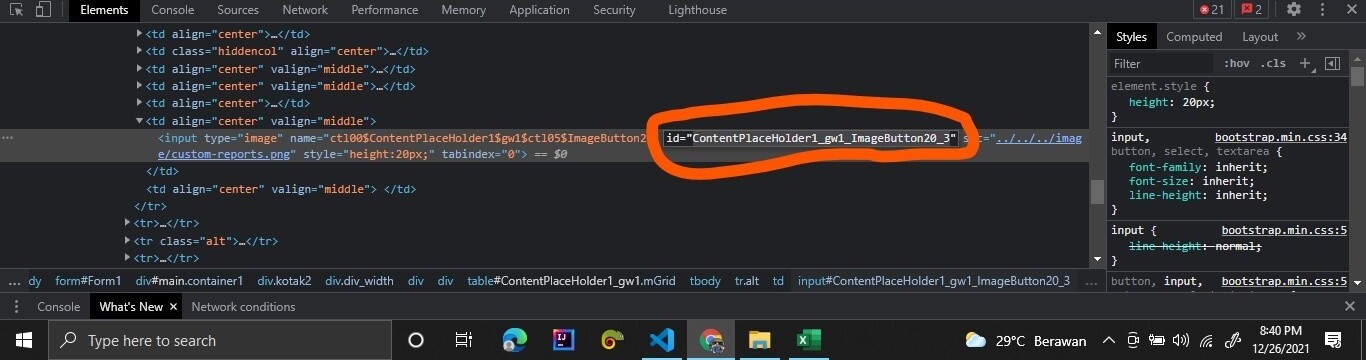 Elements Console Sources Network Performance Memory Application Security Lighthouse 21 2
<td align="center">…</td>
<td class="hiddencol" align="center">…</td>
<td align="center" valign="middle">…</td>
<td align="center" valign="middle">…</td>
<td align="center">…</td>
<td align="center" valign="middle">
<input type="image" name="ctl00$ContentPlaceHolder1$gw1$ctl05$ImageButton2 id="ContentPlaceHolder1_gw1_ImageButton20_3" src="../../../imag
e/custom-reports.png" style="height:20px;" tabindex="0"> == $0
</td>
<td align="center" valign="middle"> </td>
</tr>
<tr>…</tr>
<tr class="alt">…</tr>
<tr>…</tr>
... dy form#Form1 div#main.container1 div.kotak2 div.div_width div div table#ContentPlaceHolder1_gw1.mGrid tbody tr.alt td input#ContentPlaceHolder1_gw1_ImageButton20_3 ...
Styles Computed Layout »
Filter :hov .cls +
element.style {
height: 20px;
}
input, bootstrap.min.css:34
button, select, textarea {
font-family: inherit;
font-size: inherit;
line-height: inherit;
}
input { bootstrap.min.css:5
line-height: normal;
}
button, input, bootstrap.min.css:5
Console What's New × Network conditions
Type here to search
29°C Berawan
8:40 PM
12/26/2021